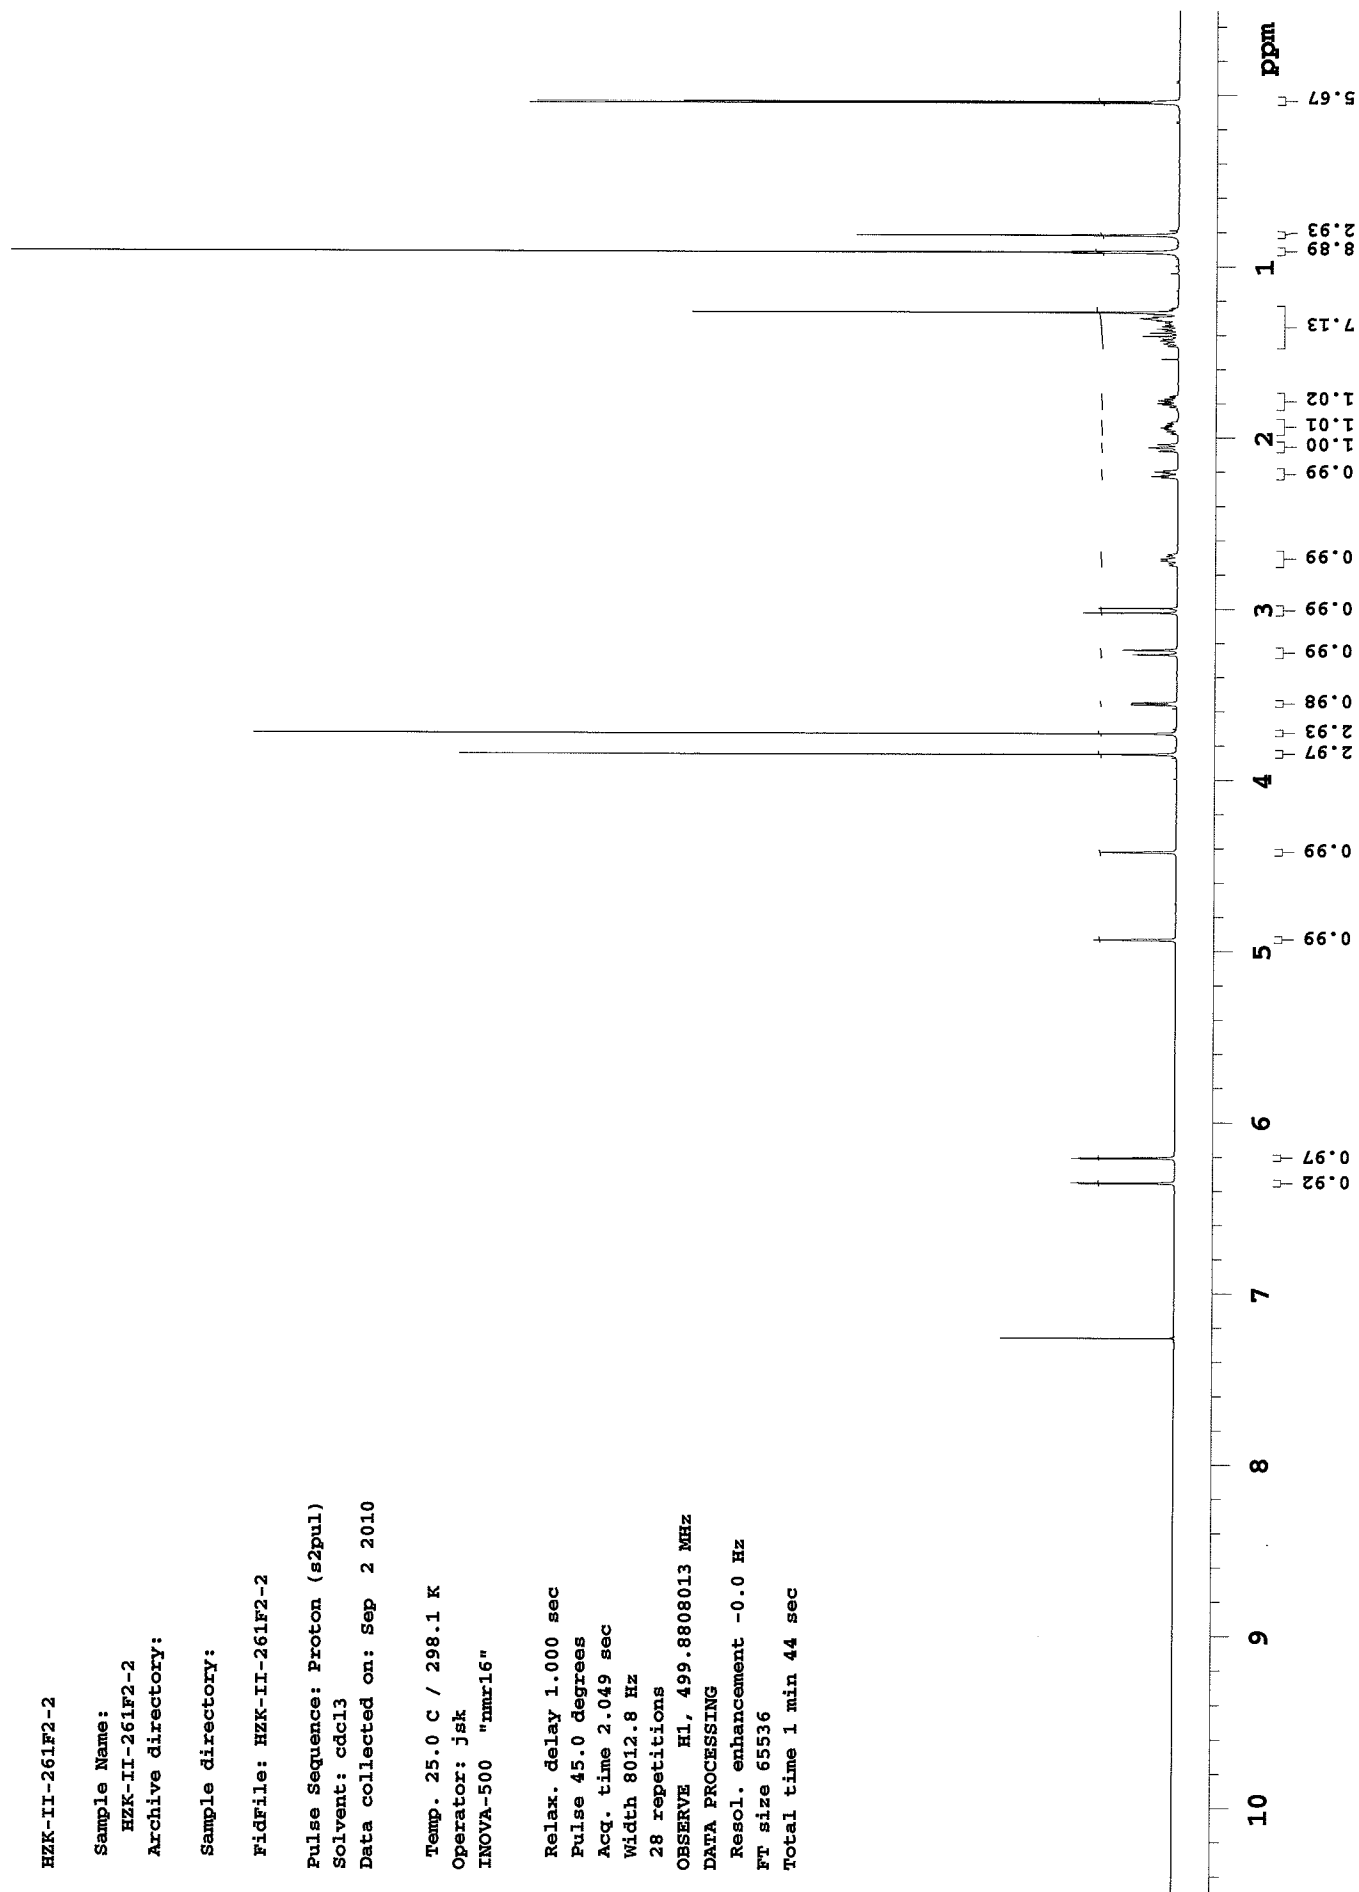 HZK-II-261F2-2
Sample Name:
HZK-II-261F2-2
Archive directory:
Sample directory:
FidFile: HZK-II-261F2-2
Pulse Sequence: Proton (s2pul)
Solvent: cdcl3
Data collected on: Sep 2 2010
Temp. 25.0 C / 298.1 K
Operator: jsk
INOVA-500 "nmr16"
Relax. delay 1.000 sec
Pulse 45.0 degrees
Acq. time 2.049 sec
Width 8012.8 Hz
28 repetitions
OBSERVE H1, 499.8808013 MHz
DATA PROCESSING
Resol. enhancement -0.0 Hz
FT size 65536
Total time 1 min 44 sec
10 9 8 7 6 5 4 3 2 1 ppm
0.92
0.97
0.99
0.99
2.97
2.93
0.98
0.99
0.99
0.99
0.99
1.00
1.01
1.02
7.13
8.89
2.93
5.67